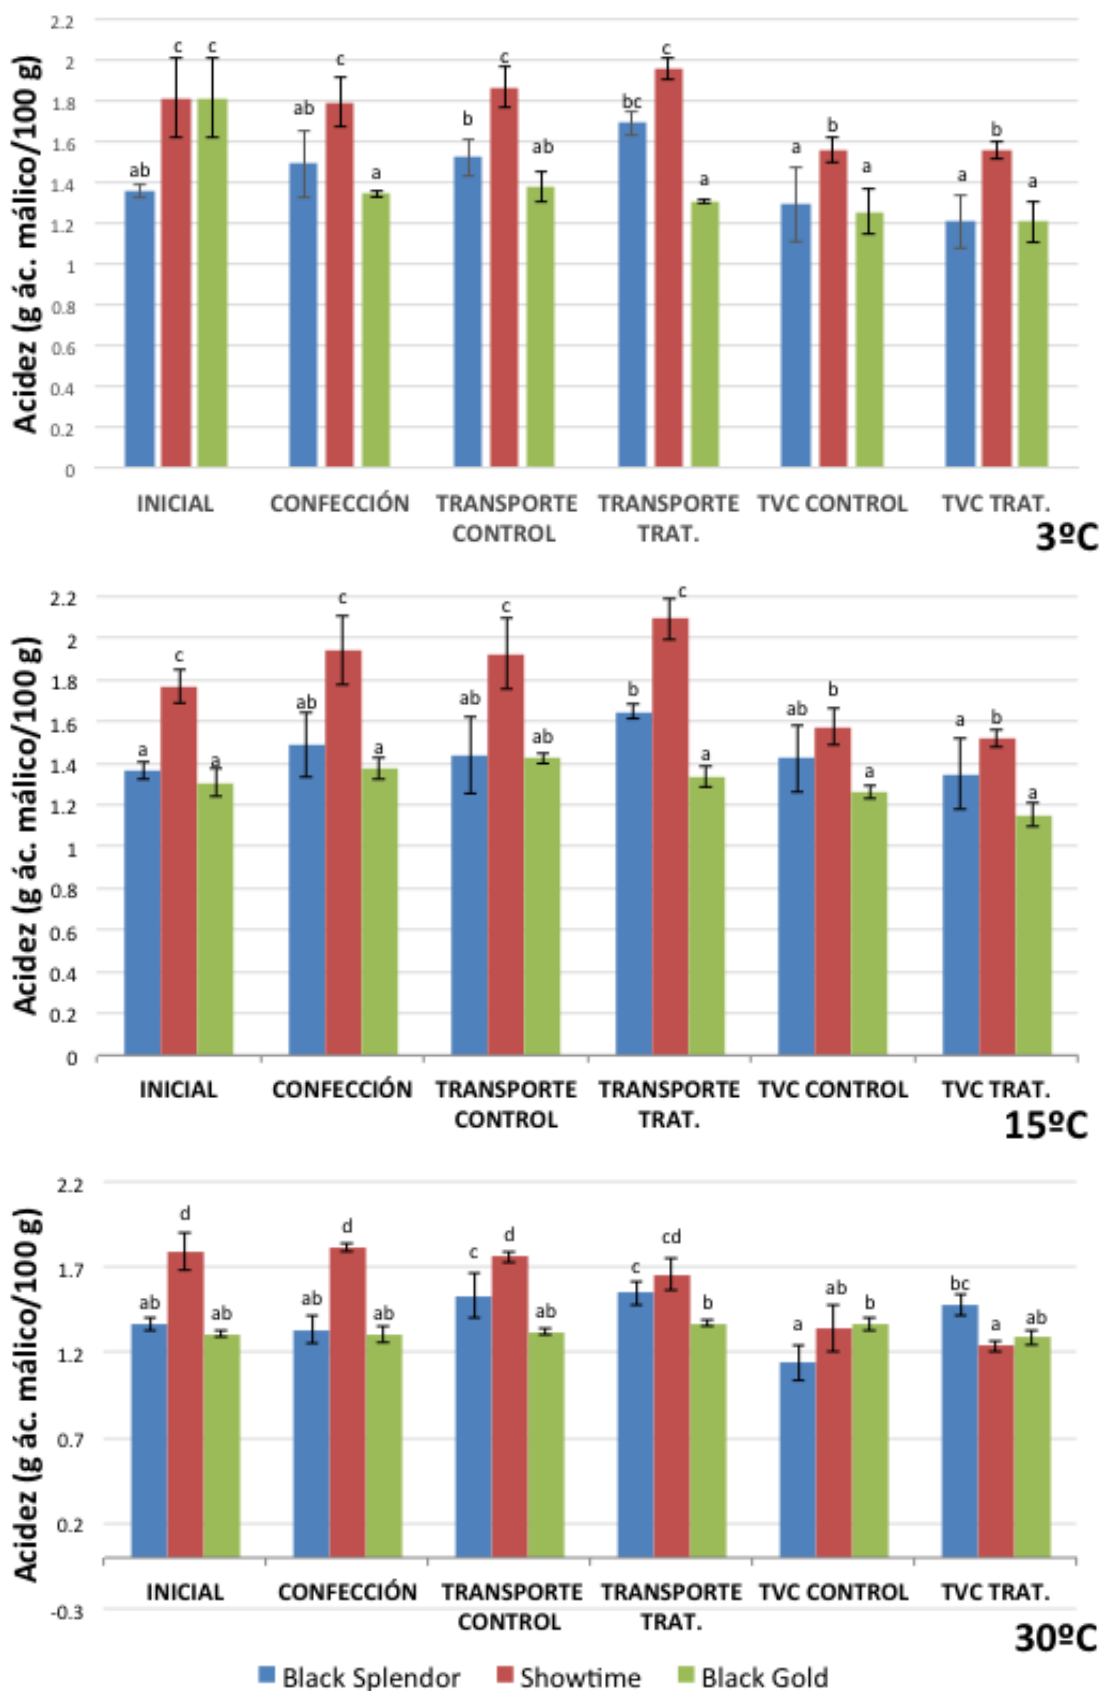 2.2
2
1.8
1.6
1.4
1.2
1
0.8
0.6
0.4
0.2
0
Acidez (g ác. málico/100 g)
ab c c
ab c a
b c ab
bc c a
a b a
a b a
INICIAL CONFECCIÓN TRANSPORTE CONTROL TRANSPORTE TRAT. TVC CONTROL TVC TRAT.
3ºC
2.2
2
1.8
1.6
1.4
1.2
1
0.8
0.6
0.4
0.2
0
Acidez (g ác. málico/100 g)
a c a
ab c a
ab c ab
b c a
ab b a
a b a
INICIAL CONFECCIÓN TRANSPORTE CONTROL TRANSPORTE TRAT. TVC CONTROL TVC TRAT.
15ºC
2.2
1.7
1.2
0.7
0.2
-0.3
Acidez (g ác. málico/100 g)
ab d ab
ab d ab
c d ab
c cd b
a ab b
bc a ab
INICIAL CONFECCIÓN TRANSPORTE CONTROL TRANSPORTE TRAT. TVC CONTROL TVC TRAT.
30ºC
Black Splendor Showtime Black Gold